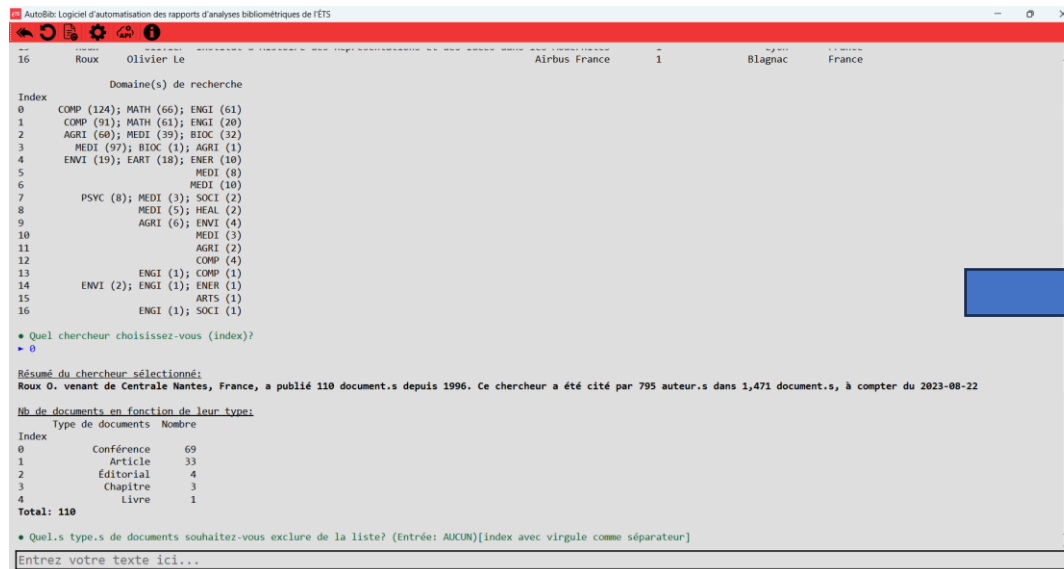 AutoBib: Logiciel d'automatisation des rapports d'analyses bibliométriques de l'ÉTS
API
16 Roux Olivier Le Airbus France 1 Blagnac France
Domaine(s) de recherche
Index
0 COMP (124); MATH (66); ENGI (61)
1 COMP (91); MATH (61); ENGI (20)
2 AGRI (60); MEDI (39); BIOC (32)
3 MEDI (97); BIOC (1); AGRI (1)
4 ENVI (19); EART (18); ENER (10)
5 MEDI (8)
6 MEDI (10)
7 PSYC (8); MEDI (3); SOCI (2)
8 MEDI (5); HEAL (2)
9 AGRI (6); ENVI (4)
10 MEDI (3)
11 AGRI (2)
12 COMP (4)
13 ENGI (1); COMP (1)
14 ENVI (2); ENGI (1); ENER (1)
15 ARTS (1)
16 ENGI (1); SOCI (1)
● Quel chercheur choisissez-vous (index)?
► 0
Résumé du chercheur sélectionné:
Roux O. venant de Centrale Nantes, France, a publié 110 document.s depuis 1996. Ce chercheur a été cité par 795 auteur.s dans 1,471 document.s, à compter du 2023-08-22
Nb de documents en fonction de leur type:
Type de documents Nombre
Index
0 Conférence 69
1 Article 33
2 Éditorial 4
3 Chapitre 3
4 Livre 1
Total: 110
● Quel.s type.s de documents souhaitez-vous exclure de la liste? (Entrée: AUCUN)[index avec virgule comme séparateur]
Entrez votre texte ici...